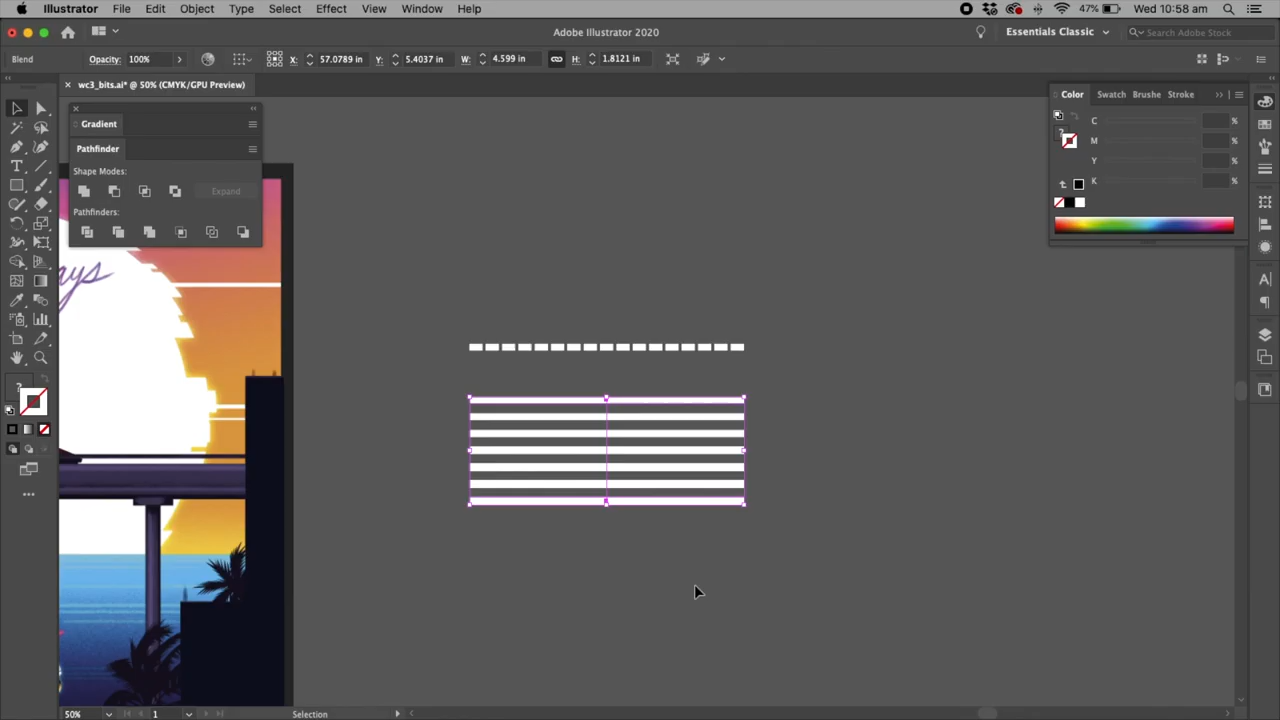 Illustrator File Edit Object Type Select Effect View Window Help 47% Wed 10:58 am
Adobe Illustrator 2020 Essentials Classic Search Adobe Stock
Blend Opacity: 100% X: 57.0789 in Y: 5.4037 in W: 4.599 in H: 1.8121 in
wc3_bits.ai* @ 50% (CMYK/GPU Preview)
Color Swatch Brushe Stroke
Gradient
C %
M %
Y %
K %
Pathfinder
Shape Modes:
Expand
Pathfinders:
ays
?
?
50% 1 Selection